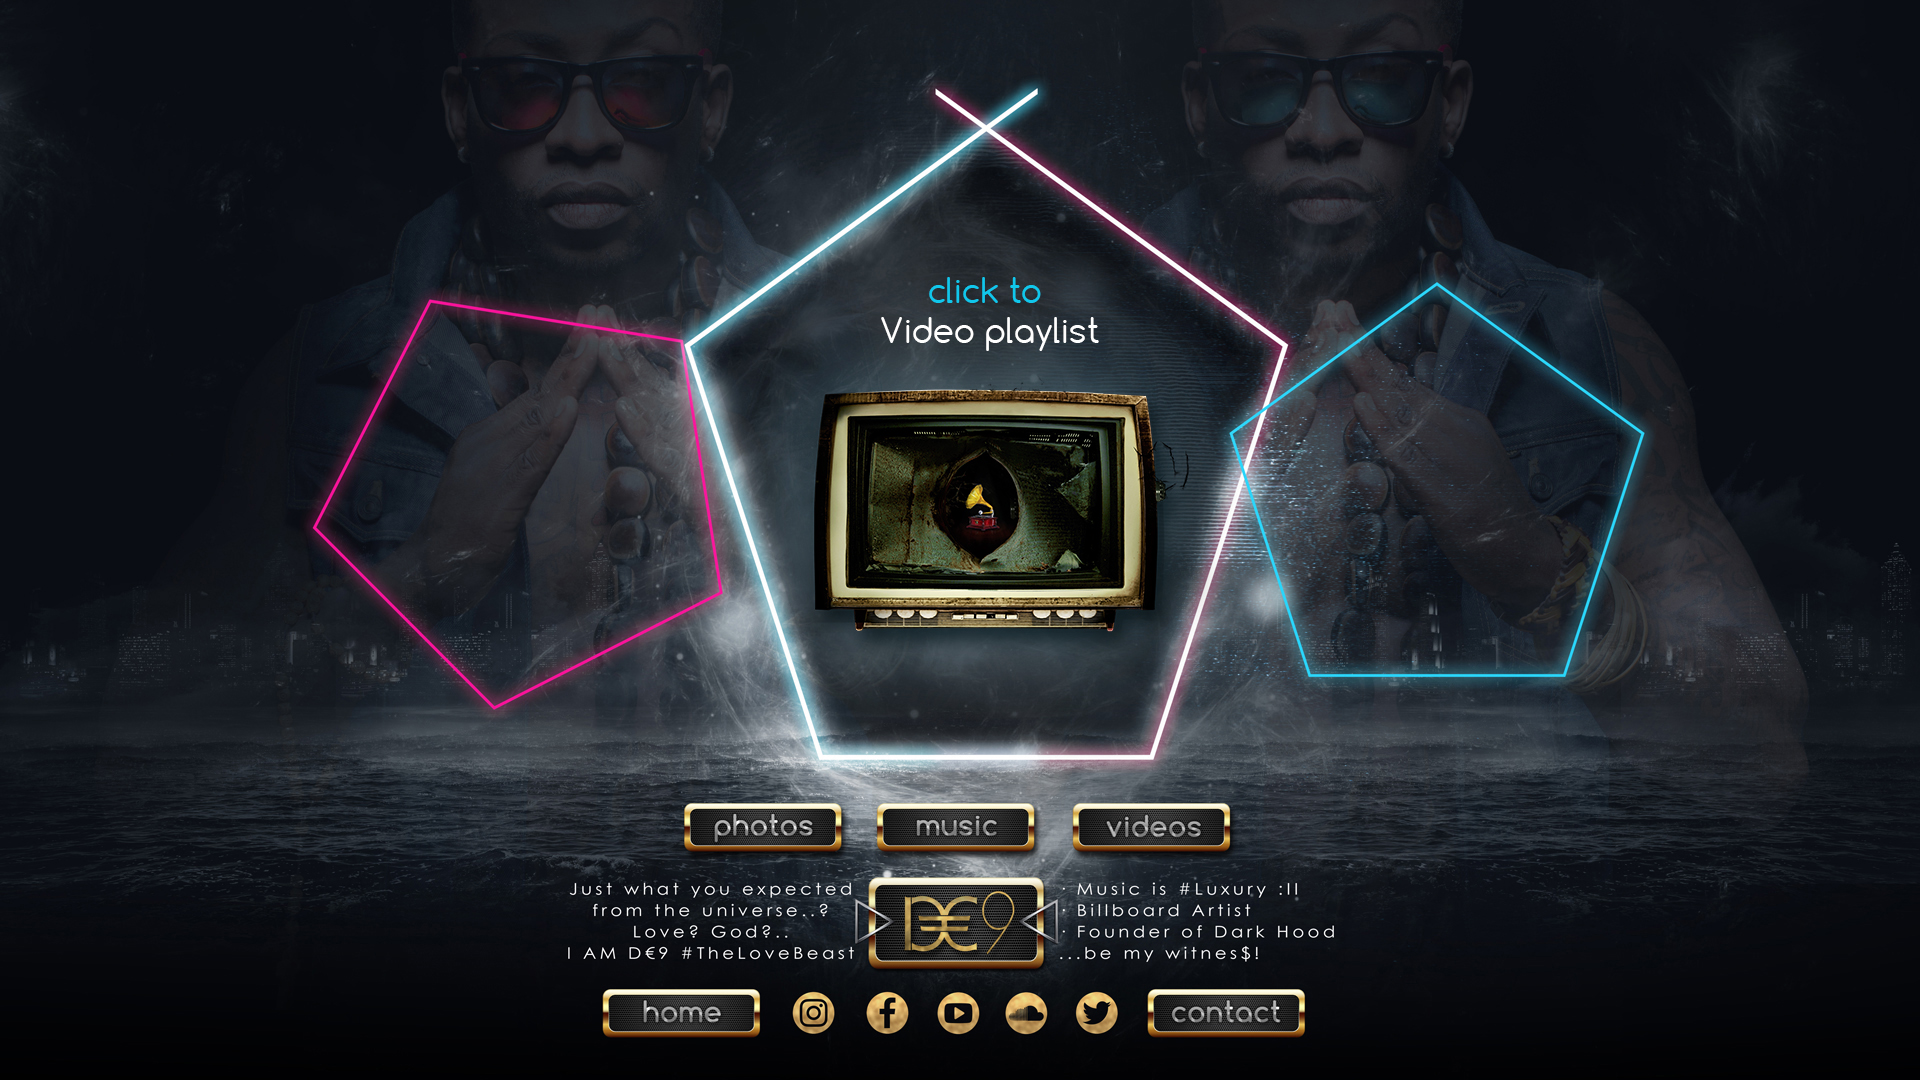 click to
Video playlist
photos
music
videos
Just what you expected
from the universe..?
Love? God?..
I AM D€9 #TheLoveBeast
D€9
· Music is #Luxury :II
· Billboard Artist
· Founder of Dark Hood
...be my witnes$!
home
contact